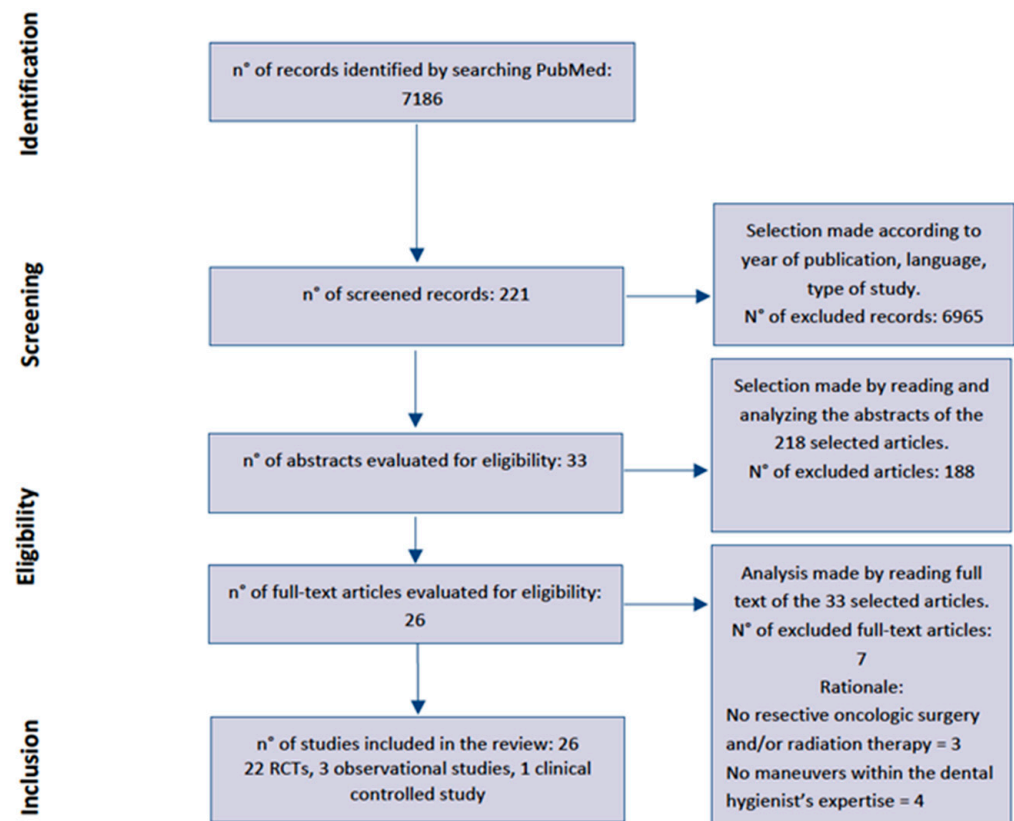 Identification
n° of records identified by searching PubMed:
7186
Screening
n° of screened records: 221
Selection made according to
year of publication, language,
type of study.
N° of excluded records: 6965
Eligibility
n° of abstracts evaluated for eligibility: 33
Selection made by reading and
analyzing the abstracts of the
218 selected articles.
N° of excluded articles: 188
n° of full-text articles evaluated for eligibility:
26
Analysis made by reading full
text of the 33 selected articles.
N° of excluded full-text articles:
7
Rationale:
No resective oncologic surgery
and/or radiation therapy = 3
No maneuvers within the dental
hygienist's expertise = 4
Inclusion
n° of studies included in the review: 26
22 RCTs, 3 observational studies, 1 clinical
controlled study